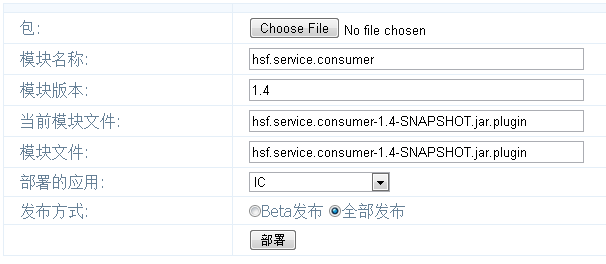 包: Choose File No file chosen
模块名称: hsf.service.consumer
模块版本: 1.4
当前模块文件: hsf.service.consumer-1.4-SNAPSHOT.jar.plugin
模块文件: hsf.service.consumer-1.4-SNAPSHOT.jar.plugin
部署的应用: IC
发布方式: Beta发布 全部发布
部署